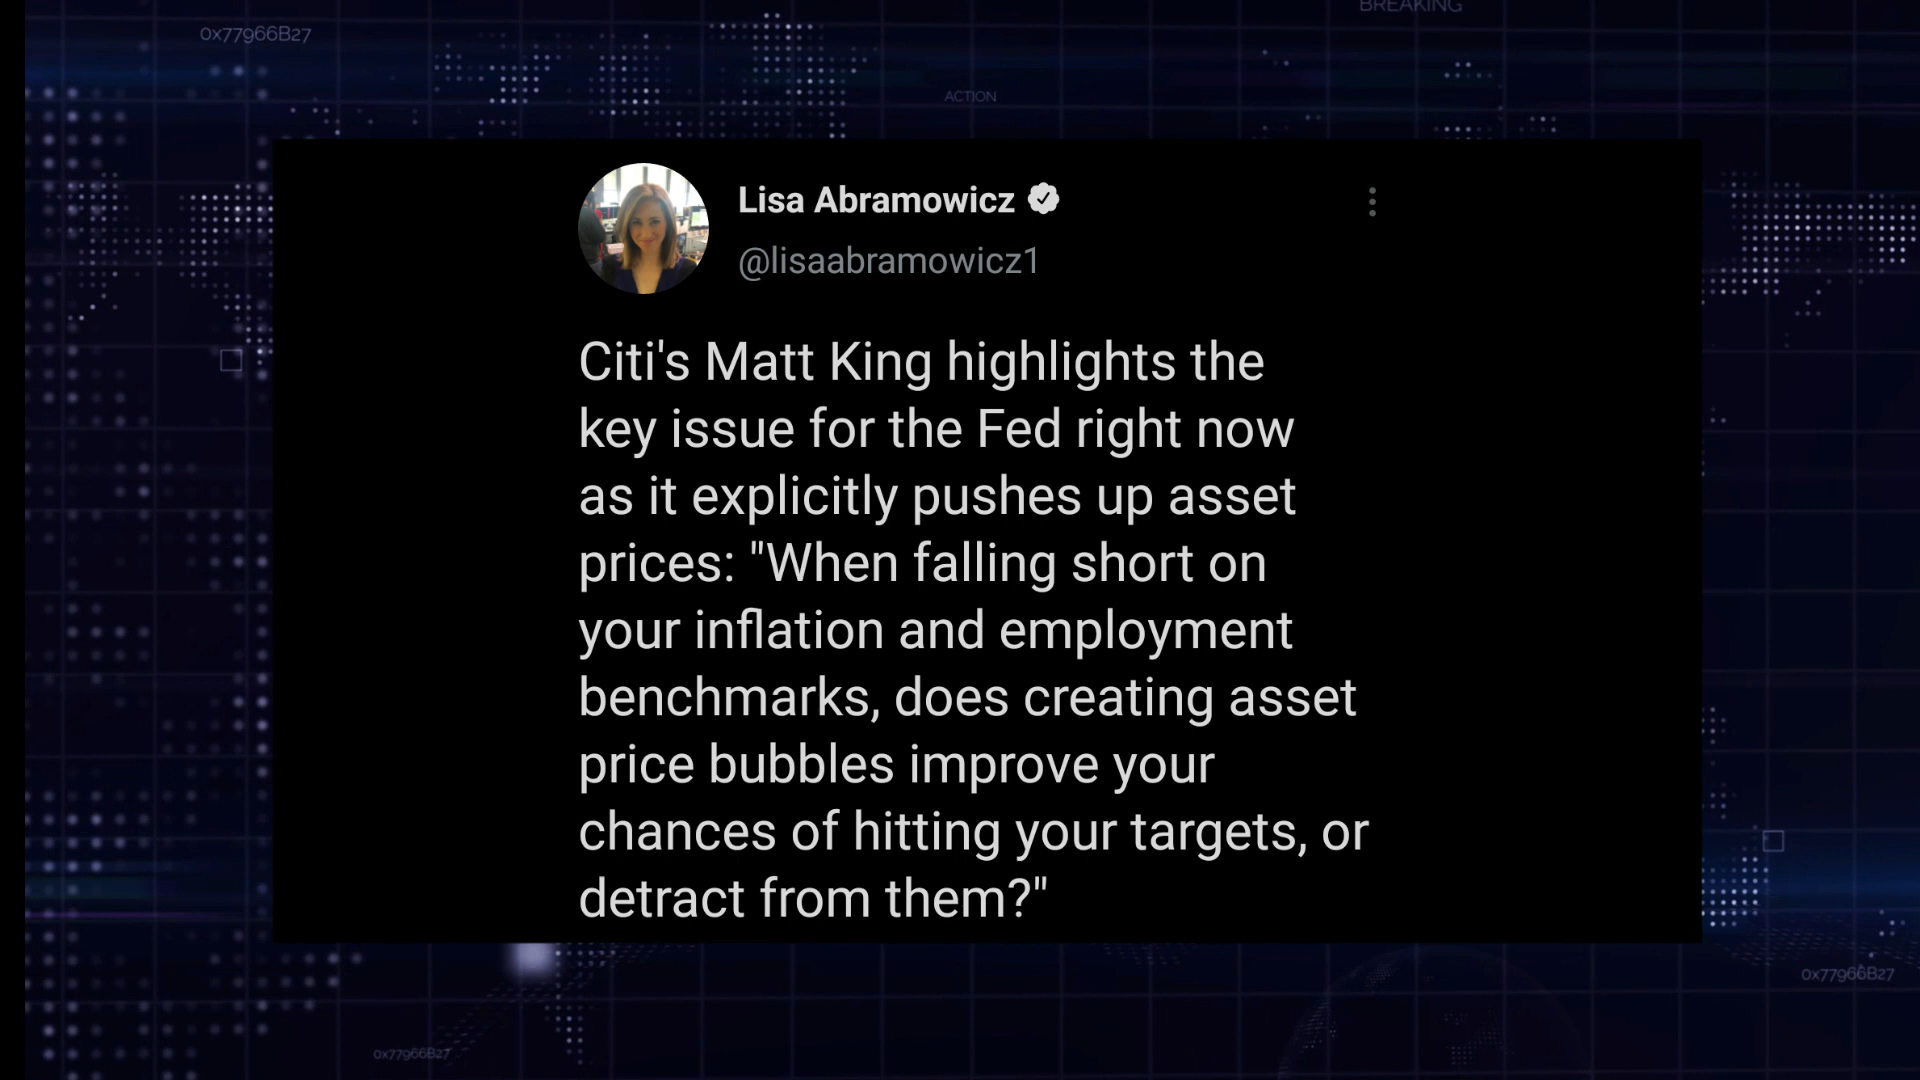 BREAKING
0x77966B27
ACTION
Lisa Abramowicz
@lisaabramowicz1
Citi's Matt King highlights the
key issue for the Fed right now
as it explicitly pushes up asset
prices: "When falling short on
your inflation and employment
benchmarks, does creating asset
price bubbles improve your
chances of hitting your targets, or
detract from them?"
0x77966B27
0x77966B27